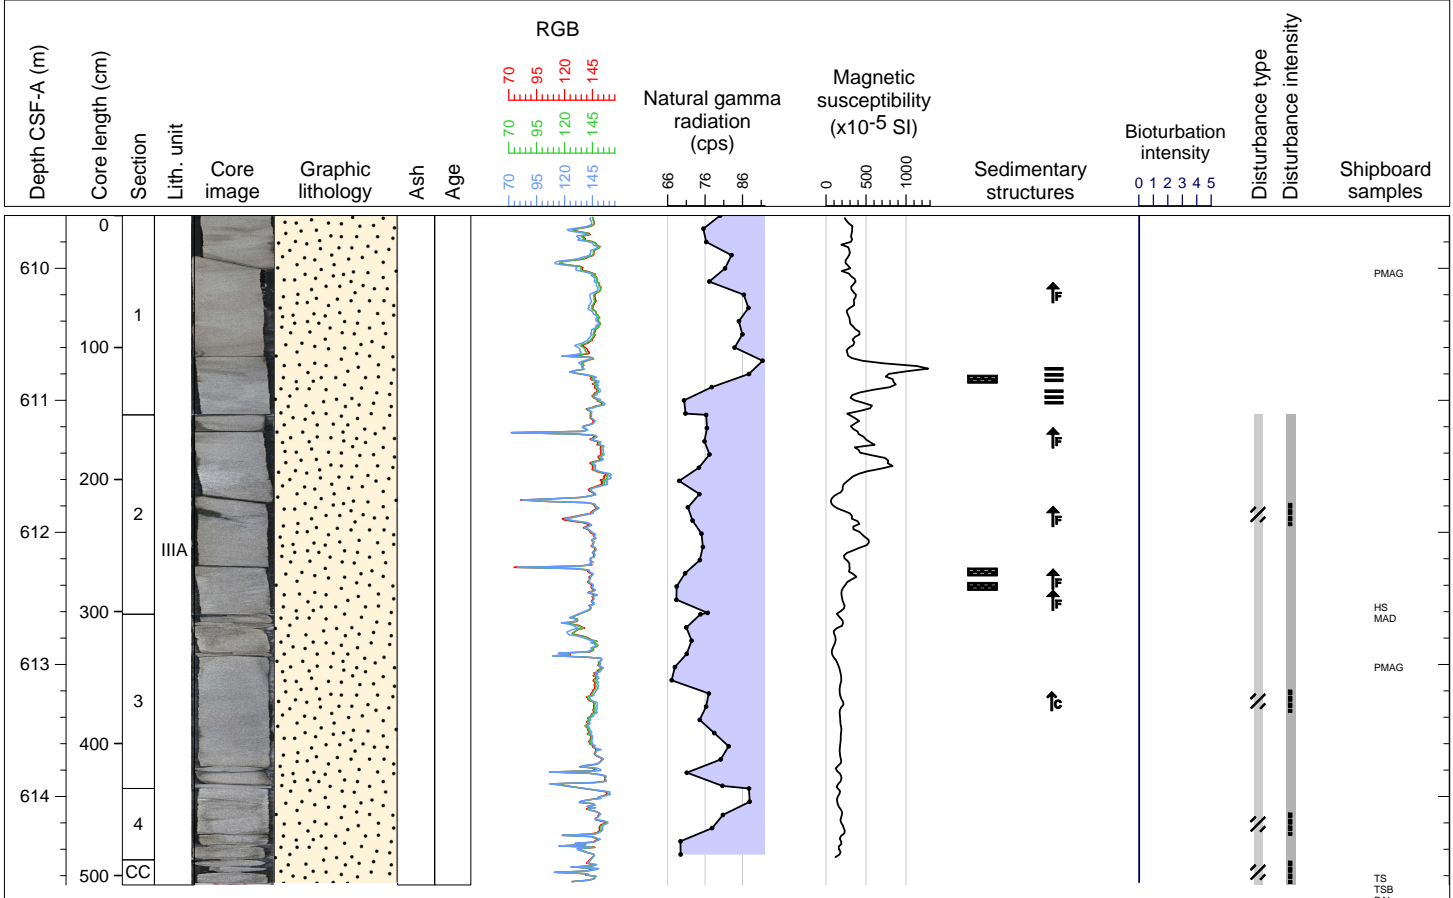 Depth CSF-A (m)
Core length (cm)
Section
Lith. unit
Core
image
Graphic
lithology
Ash
Age
RGB
70 95 120 145
70 95 120 145
70 95 120 145
Natural gamma
radiation
(cps)
66 76 86
Magnetic
susceptibility
(x10-5 SI)
0 500 1000
Sedimentary
structures
Bioturbation
intensity
0 1 2 3 4 5
Disturbance type
Disturbance intensity
Shipboard
samples
0
610
PMAG
F
1
100
611
F
200
2
F
612
IIIA
F
F
300
HS
MAD
613
PMAG
3
C
400
614
4
CC
500
TS
TSB